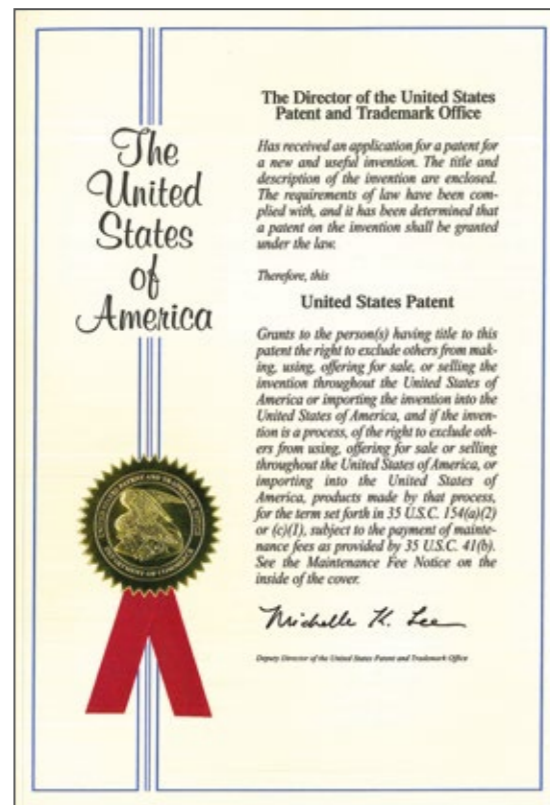 The
United
States
of
America
The Director of the United States
Patent and Trademark Office
Has received an application for a patent for
a new and useful invention. The title and
description of the invention are enclosed.
The requirements of law have been com-
plied with, and it has been determined that
a patent on the invention shall be granted
under the law.
Therefore, this
United States Patent
Grants to the person(s) having title to this
patent the right to exclude others from mak-
ing, using, offering for sale, or selling the
invention throughout the United States of
America or importing the invention into the
United States of America, and if the inven-
tion is a process, of the right to exclude oth-
ers from using, offering for sale or selling
throughout the United States of America, or
importing into the United States of
America, products made by that process,
for the term set forth in 35 U.S.C. 154(a)(2)
or (c)(1), subject to the payment of mainte-
nance fees as provided by 35 U.S.C. 41(b).
See the Maintenance Fee Notice on the
inside of the cover.
Michelle K. Lee
Deputy Director of the United States Patent and Trademark Office
UNITED STATES PATENT AND TRADEMARK OFFICE
DEPARTMENT OF COMMERCE